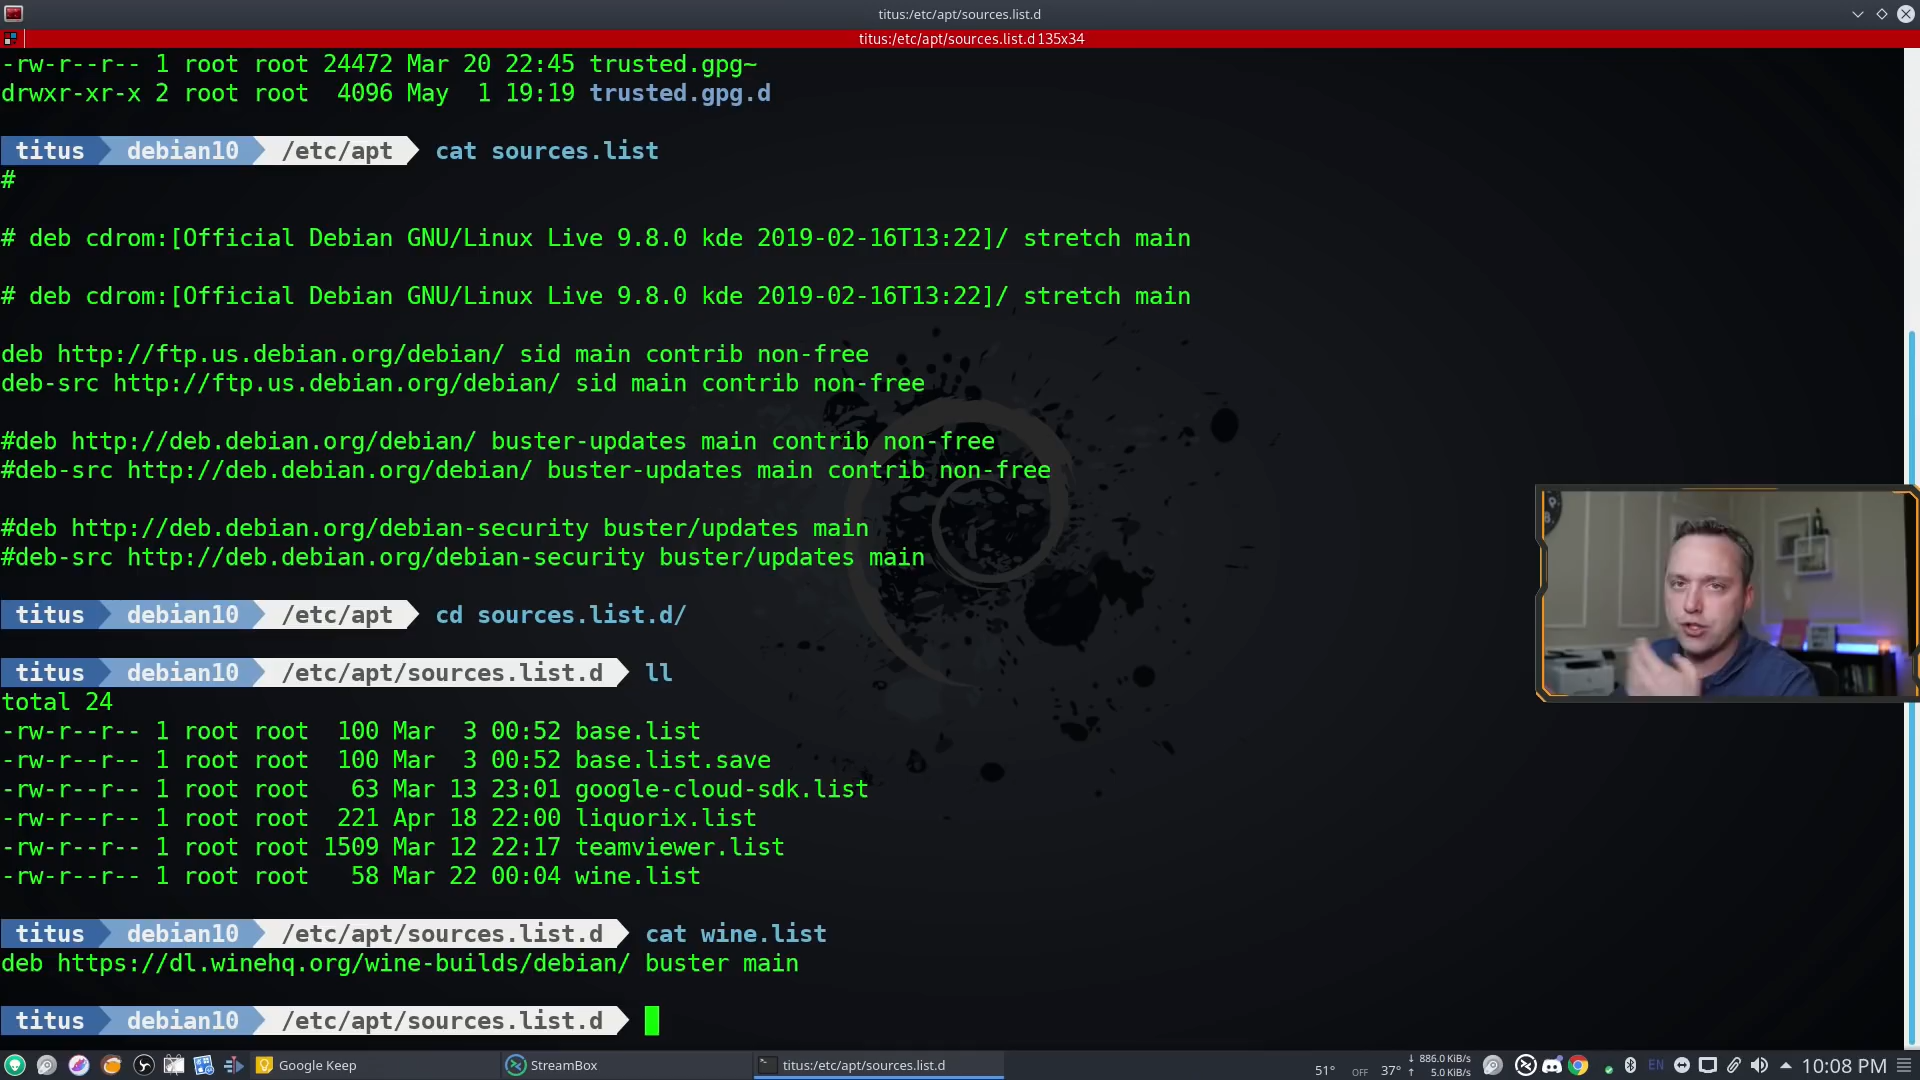 titus:/etc/apt/sources.list.d
titus:/etc/apt/sources.list.d 135x34
-rw-r--r-- 1 root root 24472 Mar 20 22:45 trusted.gpg~
drwxr-xr-x 2 root root  4096 May  1 19:19 trusted.gpg.d
titus debian10 /etc/apt cat sources.list
#
# deb cdrom:[Official Debian GNU/Linux Live 9.8.0 kde 2019-02-16T13:22]/ stretch main
# deb cdrom:[Official Debian GNU/Linux Live 9.8.0 kde 2019-02-16T13:22]/ stretch main
deb http://ftp.us.debian.org/debian/ sid main contrib non-free
deb-src http://ftp.us.debian.org/debian/ sid main contrib non-free
#deb http://deb.debian.org/debian/ buster-updates main contrib non-free
#deb-src http://deb.debian.org/debian/ buster-updates main contrib non-free
#deb http://deb.debian.org/debian-security buster/updates main
#deb-src http://deb.debian.org/debian-security buster/updates main
titus debian10 /etc/apt cd sources.list.d/
titus debian10 /etc/apt/sources.list.d ll
total 24
-rw-r--r-- 1 root root  100 Mar  3 00:52 base.list
-rw-r--r-- 1 root root  100 Mar  3 00:52 base.list.save
-rw-r--r-- 1 root root   63 Mar 13 23:01 google-cloud-sdk.list
-rw-r--r-- 1 root root  221 Apr 18 22:00 liquorix.list
-rw-r--r-- 1 root root 1509 Mar 12 22:17 teamviewer.list
-rw-r--r-- 1 root root   58 Mar 22 00:04 wine.list
titus debian10 /etc/apt/sources.list.d cat wine.list
deb https://dl.winehq.org/wine-builds/debian/ buster main
titus debian10 /etc/apt/sources.list.d
Google Keep StreamBox titus:/etc/apt/sources.list.d 51° OFF 37° ↓ 886.0 KiB/s ↑ 5.0 KiB/s EN 10:08 PM